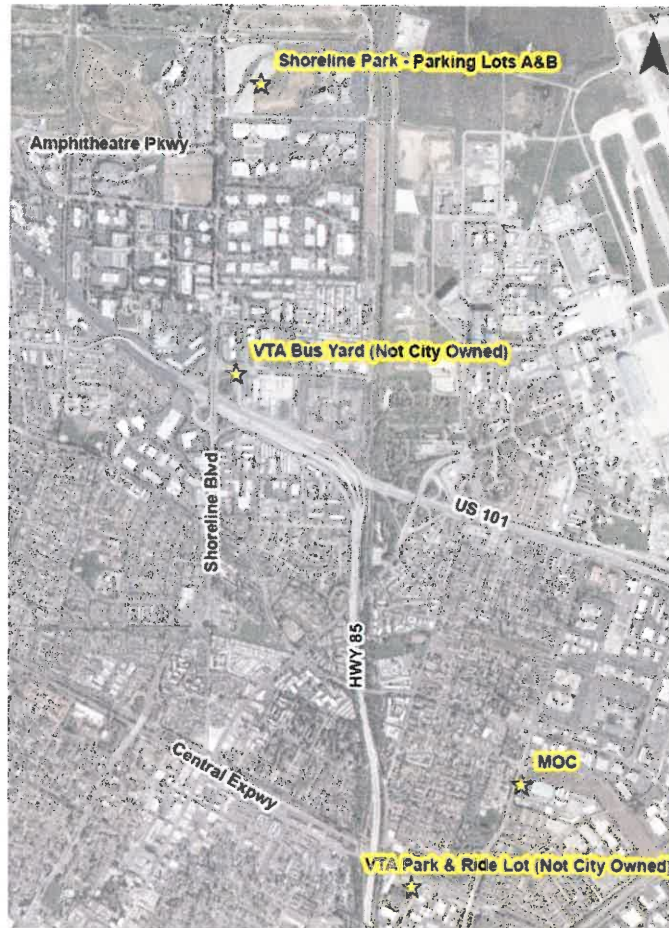 Shoreline Park - Parking Lots A&B
Amphitheatre Pkwy
VTA Bus Yard (Not City Owned)
Shoreline Blvd
US 101
HWY 85
Central Expwy
MOC
VTA Park & Ride Lot (Not City Owned)